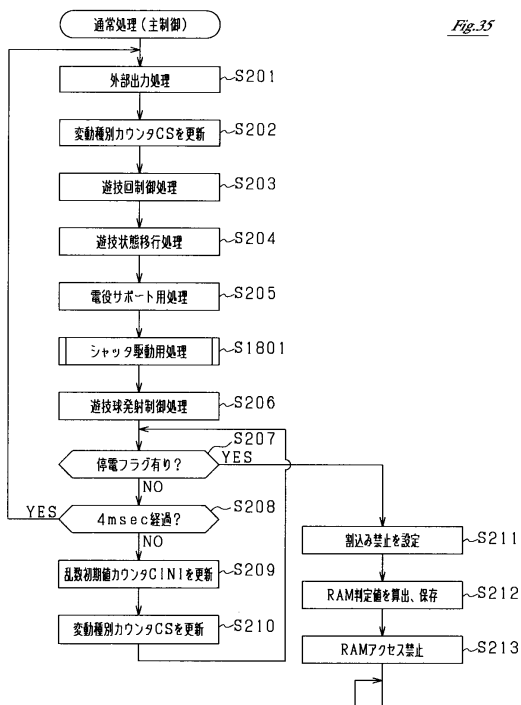 Fig.35
通常処理(主制御)
外部出力処理
S201
変動種別カウンタCSを更新
S202
遊技回制御処理
S203
遊技状態移行処理
S204
電役サポート用処理
S205
シャッタ駆動用処理
S1801
遊技球発射制御処理
S206
停電フラグ有り?
S207
YES
NO
4msec経過?
S208
YES
NO
乱数初期値カウンタCINIを更新
S209
変動種別カウンタCSを更新
S210
割込み禁止を設定
S211
RAM判定値を算出、保存
S212
RAMアクセス禁止
S213